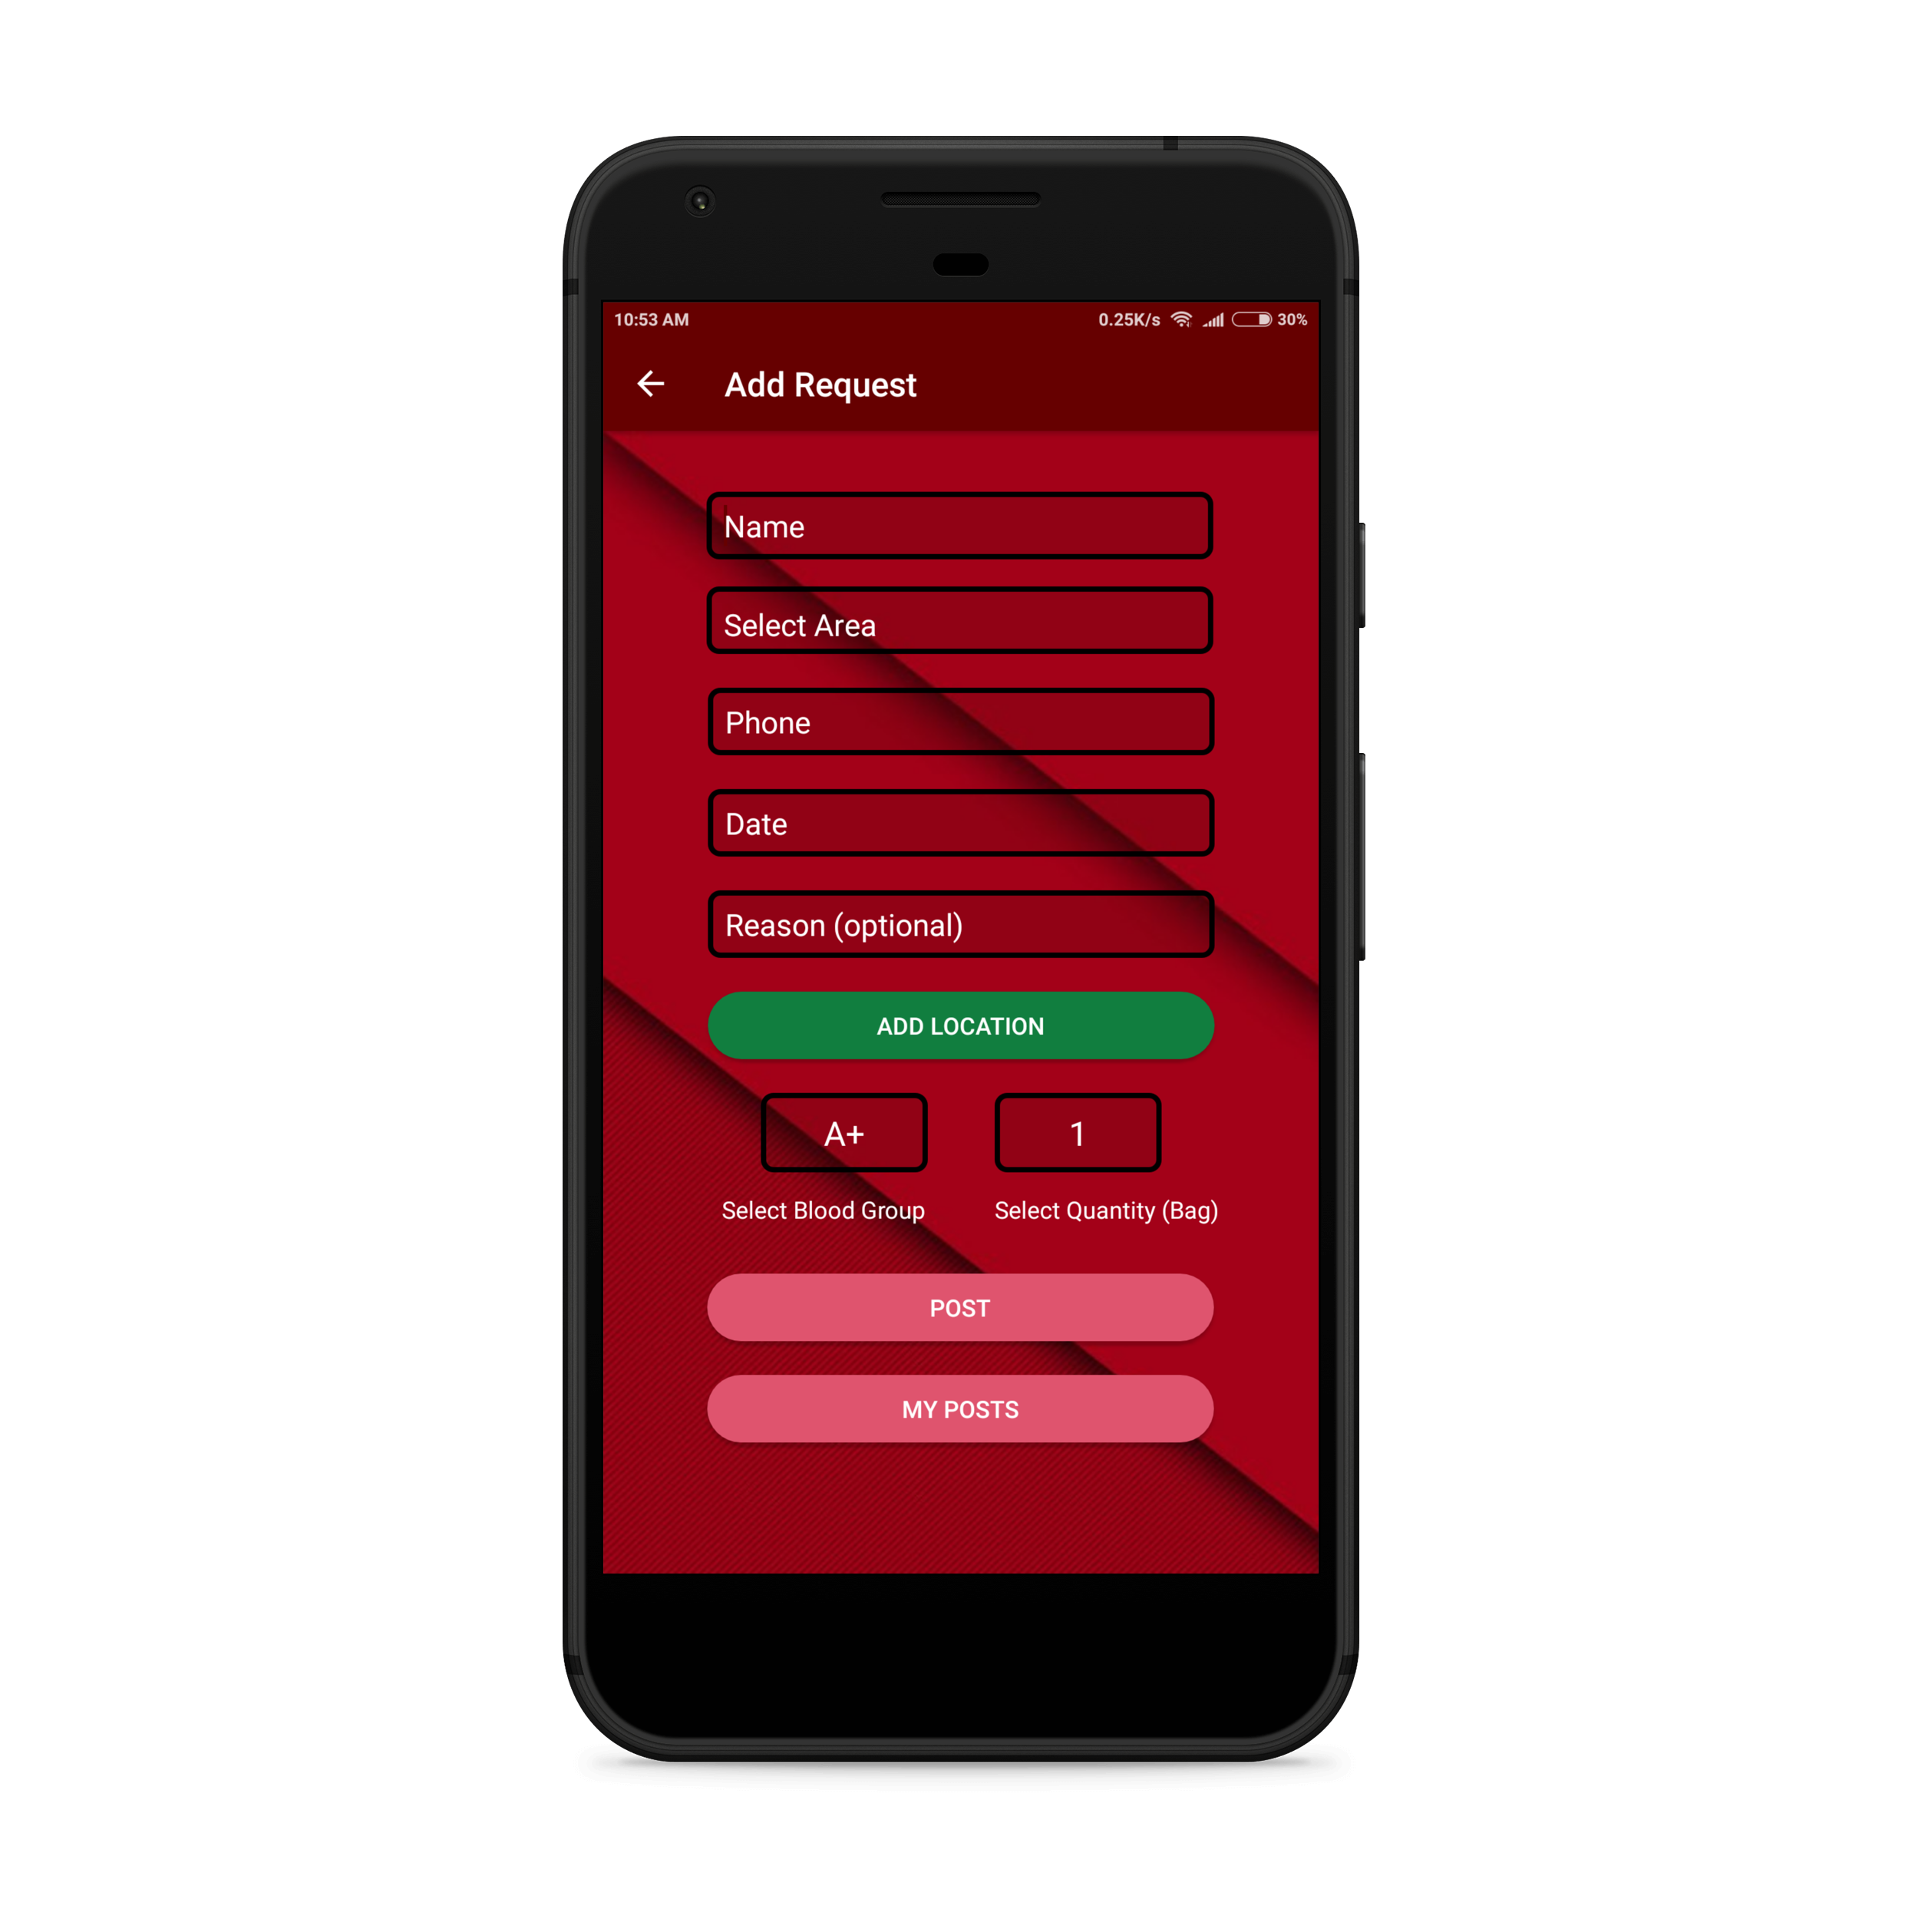 10:53 AM 0.25K/s 30%
Add Request
Name
Select Area
Phone
Date
Reason (optional)
ADD LOCATION
A+ 1
Select Blood Group Select Quantity (Bag)
POST
MY POSTS